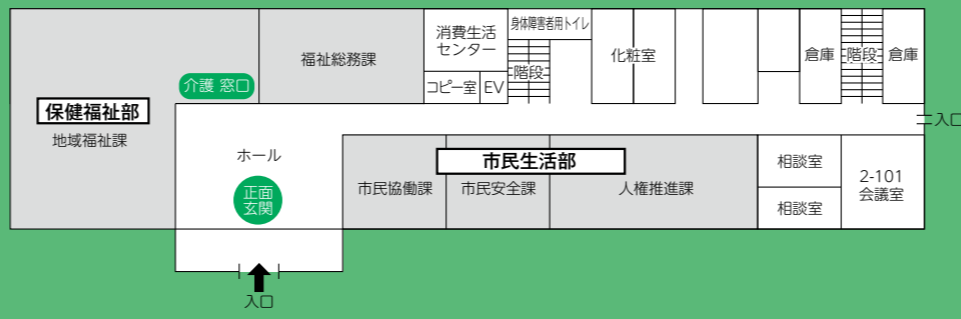 消費生活
センター
身体障害者用トイレ
福祉総務課
化粧室
倉庫
階段
倉庫
階段
介護 窓口
コピー室
EV
保健福祉部
地域福祉課
入口
ホール
市民生活部
相談室
市民協働課
市民安全課
人権推進課
2-101
会議室
正面
玄関
相談室
入口